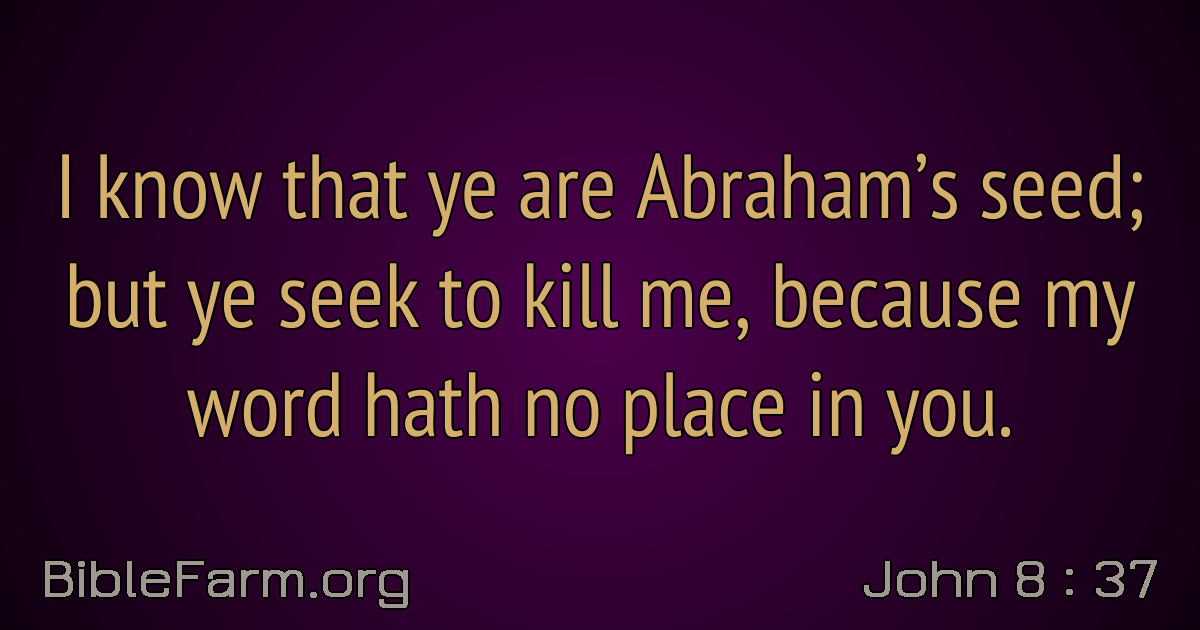 I know that ye are Abraham’s seed;
but ye seek to kill me, because my
word hath no place in you.
BibleFarm.org
John 8 : 37